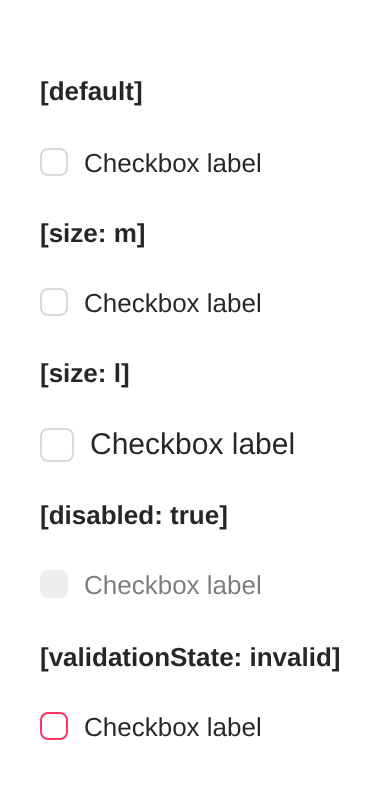 [default]
Checkbox label
[size: m]
Checkbox label
[size: l]
Checkbox label
[disabled: true]
Checkbox label
[validationState: invalid]
Checkbox label